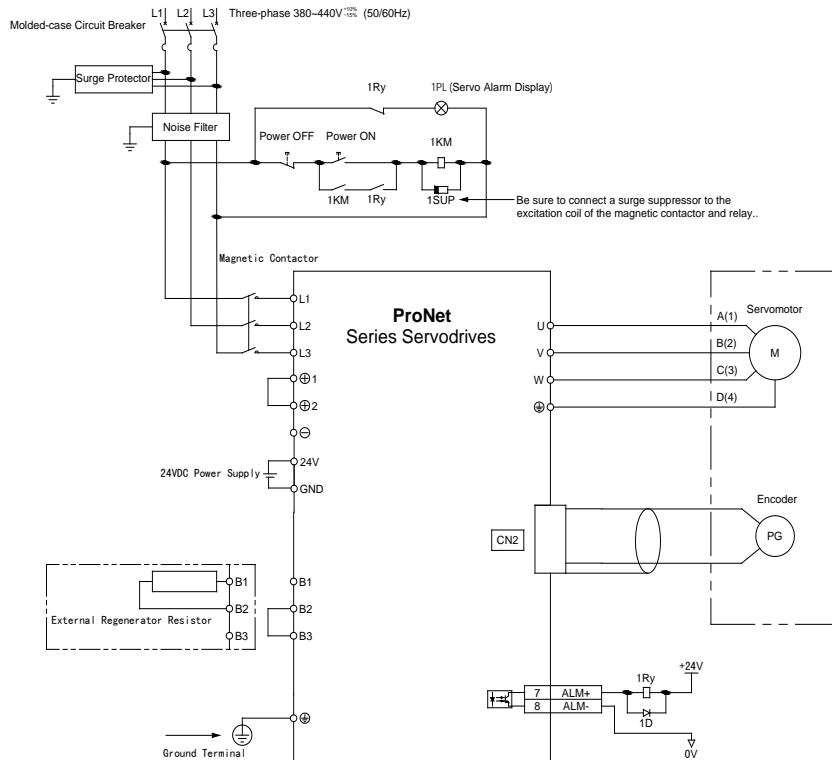 L1 L2 L3 Three-phase 380~440V +10% -15% (50/60Hz)
Molded-case Circuit Breaker
Surge Protector
1Ry 1PL (Servo Alarm Display)
Noise Filter
Power OFF Power ON 1KM
1KM 1Ry 1SUP
Be sure to connect a surge suppressor to the
excitation coil of the magnetic contactor and relay..
Magnetic Contactor
ProNet
Series Servodrives
L1
L2
L3
1
2
24V
GND
24VDC Power Supply
U
V
W
A(1)
B(2)
C(3)
D(4)
Servomotor
M
CN2
Encoder
PG
B1
B2
B3
External Regenerator Resistor
B1
B2
B3
7 ALM+
8 ALM-
1Ry
+24V
1D
0V
Ground Terminal